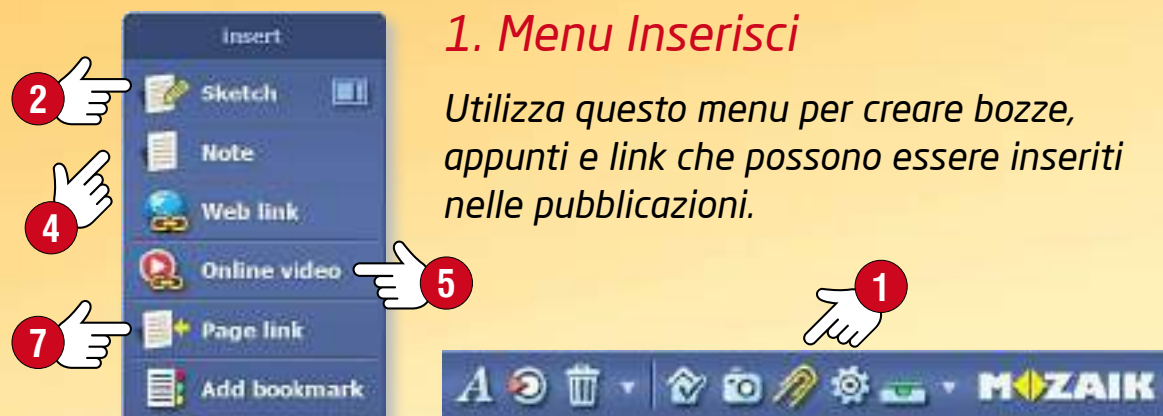 insert
2
Sketch
Note
4
Web link
Online video
5
7
Page link
Add bookmark
1. Menu Inserisci
Utilizza questo menu per creare bozze,
appunti e link che possono essere inseriti
nelle pubblicazioni.
1
A
MOZAIK